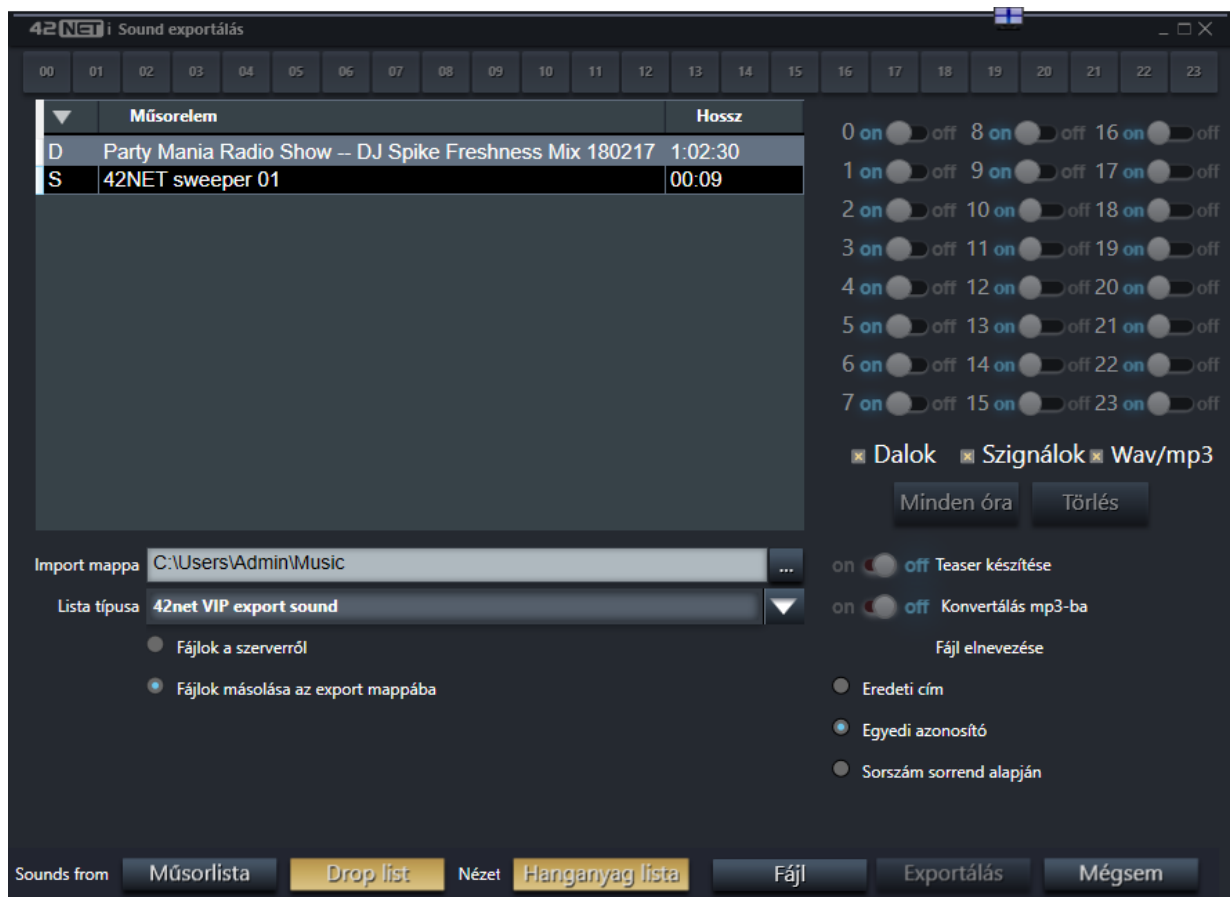 42NETi Sound exportálás
00 01 02 03 04 05 06 07 08 09 10 11 12 13 14 15 16 17 18 19 20 21 22 23
Műsorelem Hossz
D Party Mania Radio Show -- DJ Spike Freshness Mix 180217 1:02:30
S 42NET sweeper 01 00:09
0 on off 8 on off 16 on off
1 on off 9 on off 17 on off
2 on off 10 on off 18 on off
3 on off 11 on off 19 on off
4 on off 12 on off 20 on off
5 on off 13 on off 21 on off
6 on off 14 on off 22 on off
7 on off 15 on off 23 on off
Dalok Szignálok Wav/mp3
Minden óra Törlés
Import mappa C:\Users\Admin\Music ...
Lista típusa 42net VIP export sound
Fájlok a szerverről
Fájlok másolása az export mappába
on off Teaser készítése
on off Konvertálás mp3-ba
Fájl elnevezése
Eredeti cím
Egyedi azonosító
Sorszám sorrend alapján
Sounds from Műsorlista Drop list Nézet Hanganyag lista Fájl Exportálás Mégsem